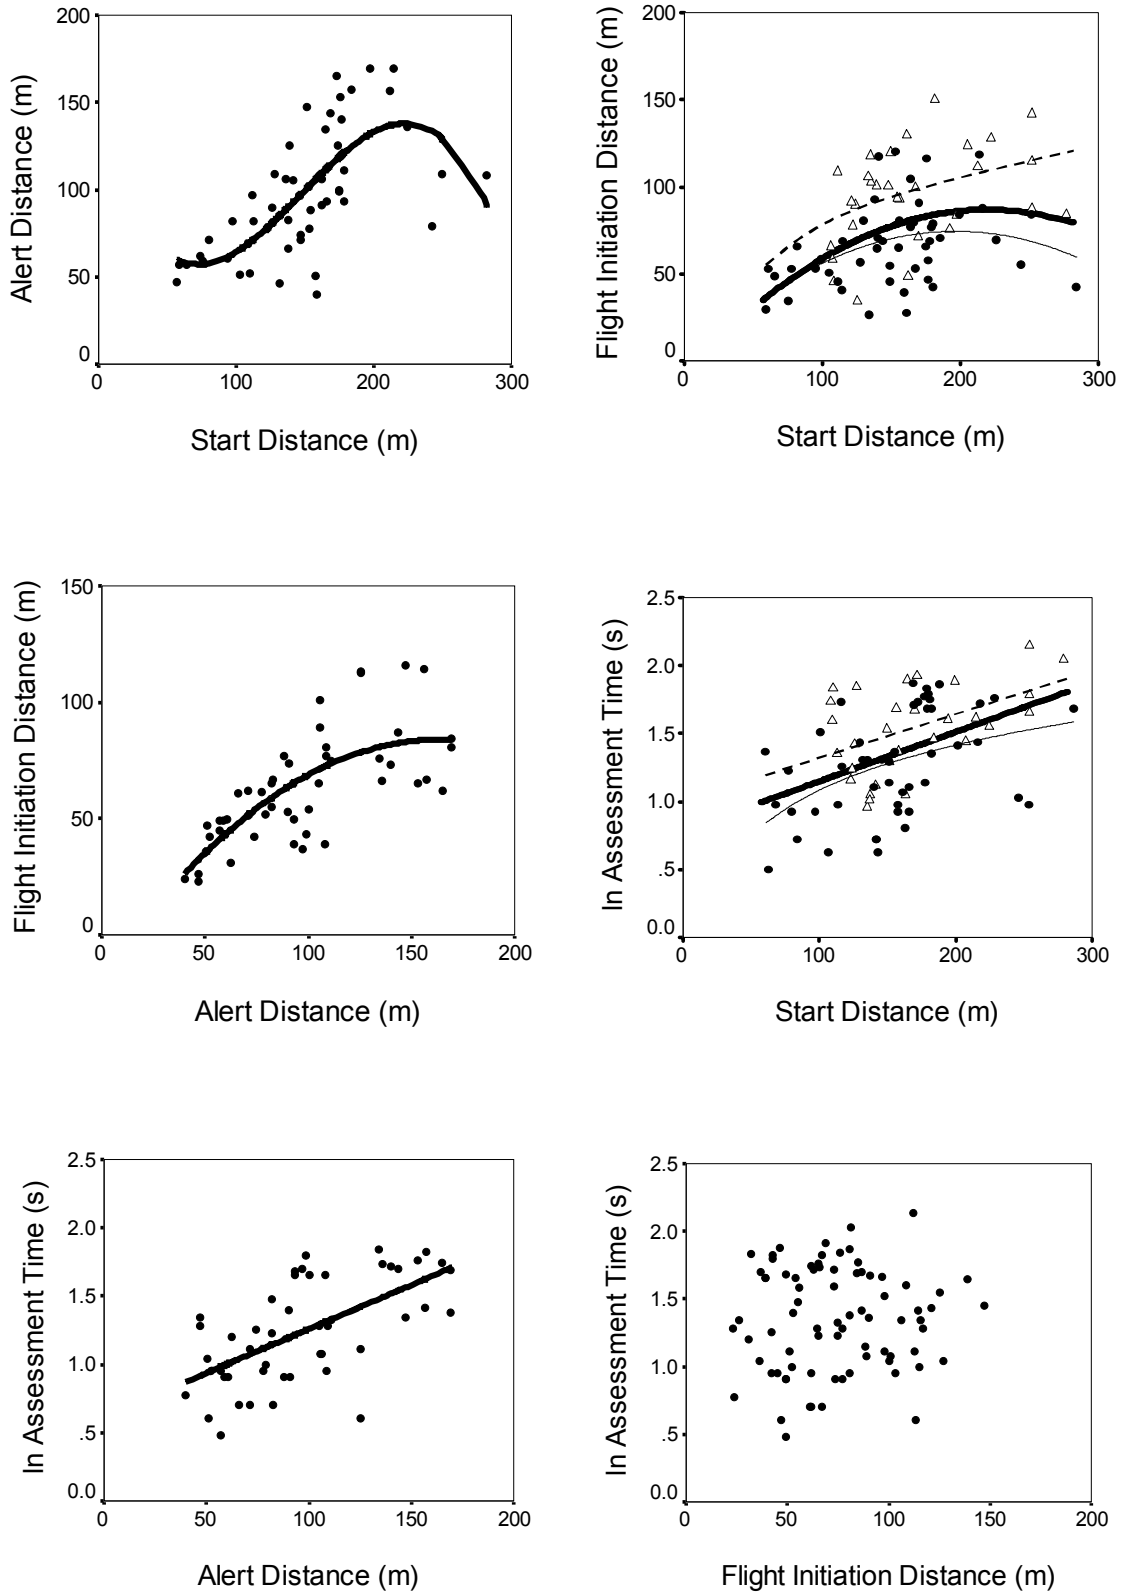 200
150
100
50
0
0 100 200 300
Alert Distance (m)
Start Distance (m)
200
150
100
50
0
0 100 200 300
Flight Initiation Distance (m)
Start Distance (m)
150
100
50
0
0 50 100 150 200
Flight Initiation Distance (m)
Alert Distance (m)
2.5
2.0
1.5
1.0
.5
0.0
0 100 200 300
ln Assessment Time (s)
Start Distance (m)
2.5
2.0
1.5
1.0
.5
0.0
0 50 100 150 200
ln Assessment Time (s)
Alert Distance (m)
2.5
2.0
1.5
1.0
.5
0.0
0 50 100 150 200
ln Assessment Time (s)
Flight Initiation Distance (m)